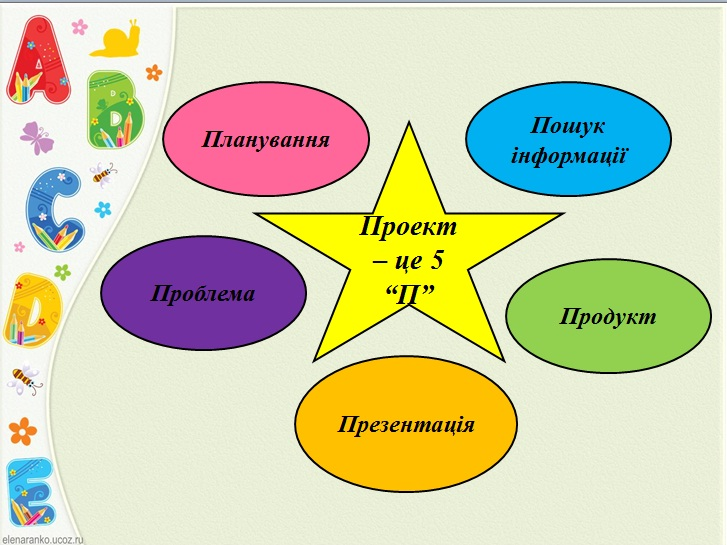 Планування
Пошук
інформації
Проект
– це 5
“П”
Проблема
Продукт
Презентація
A
B
C
D
E
elenaranko.ucoz.ru